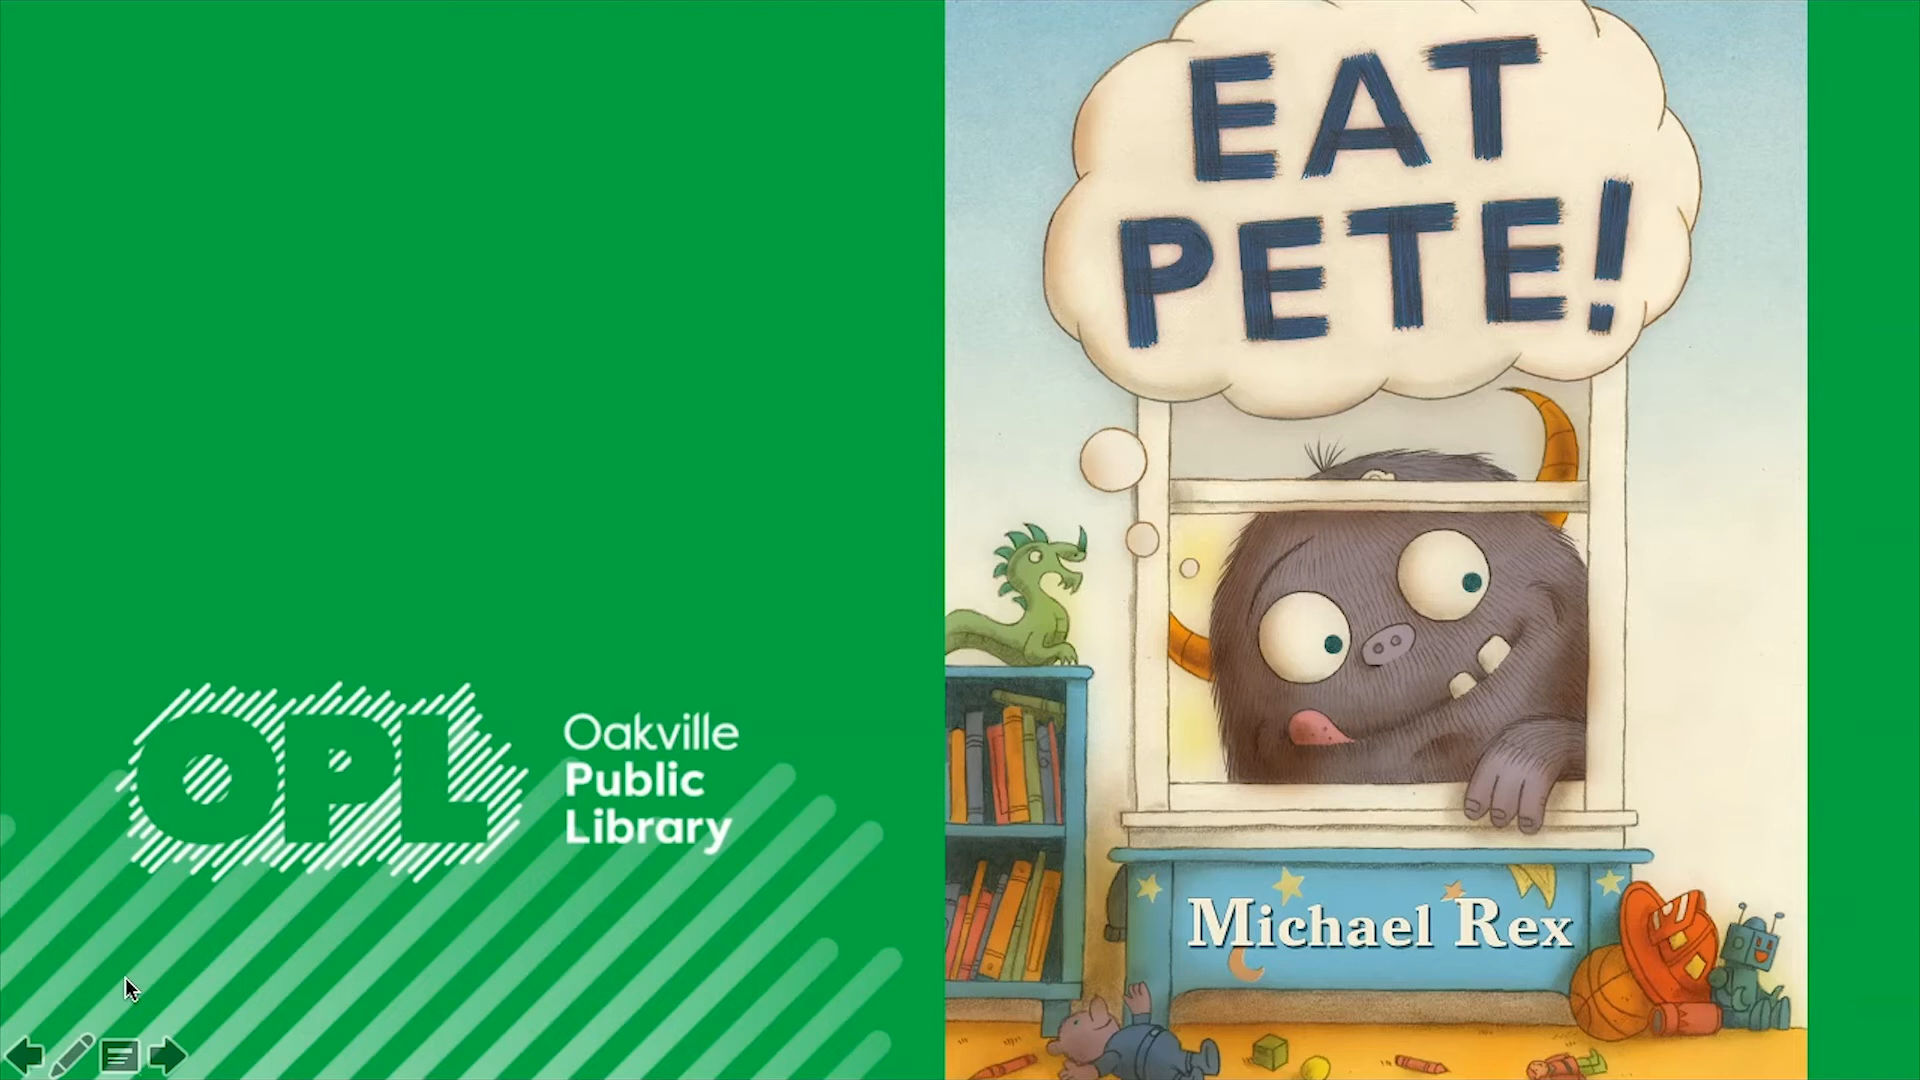 EAT
PETE!
OPL
Oakville
Public
Library
Michael Rex